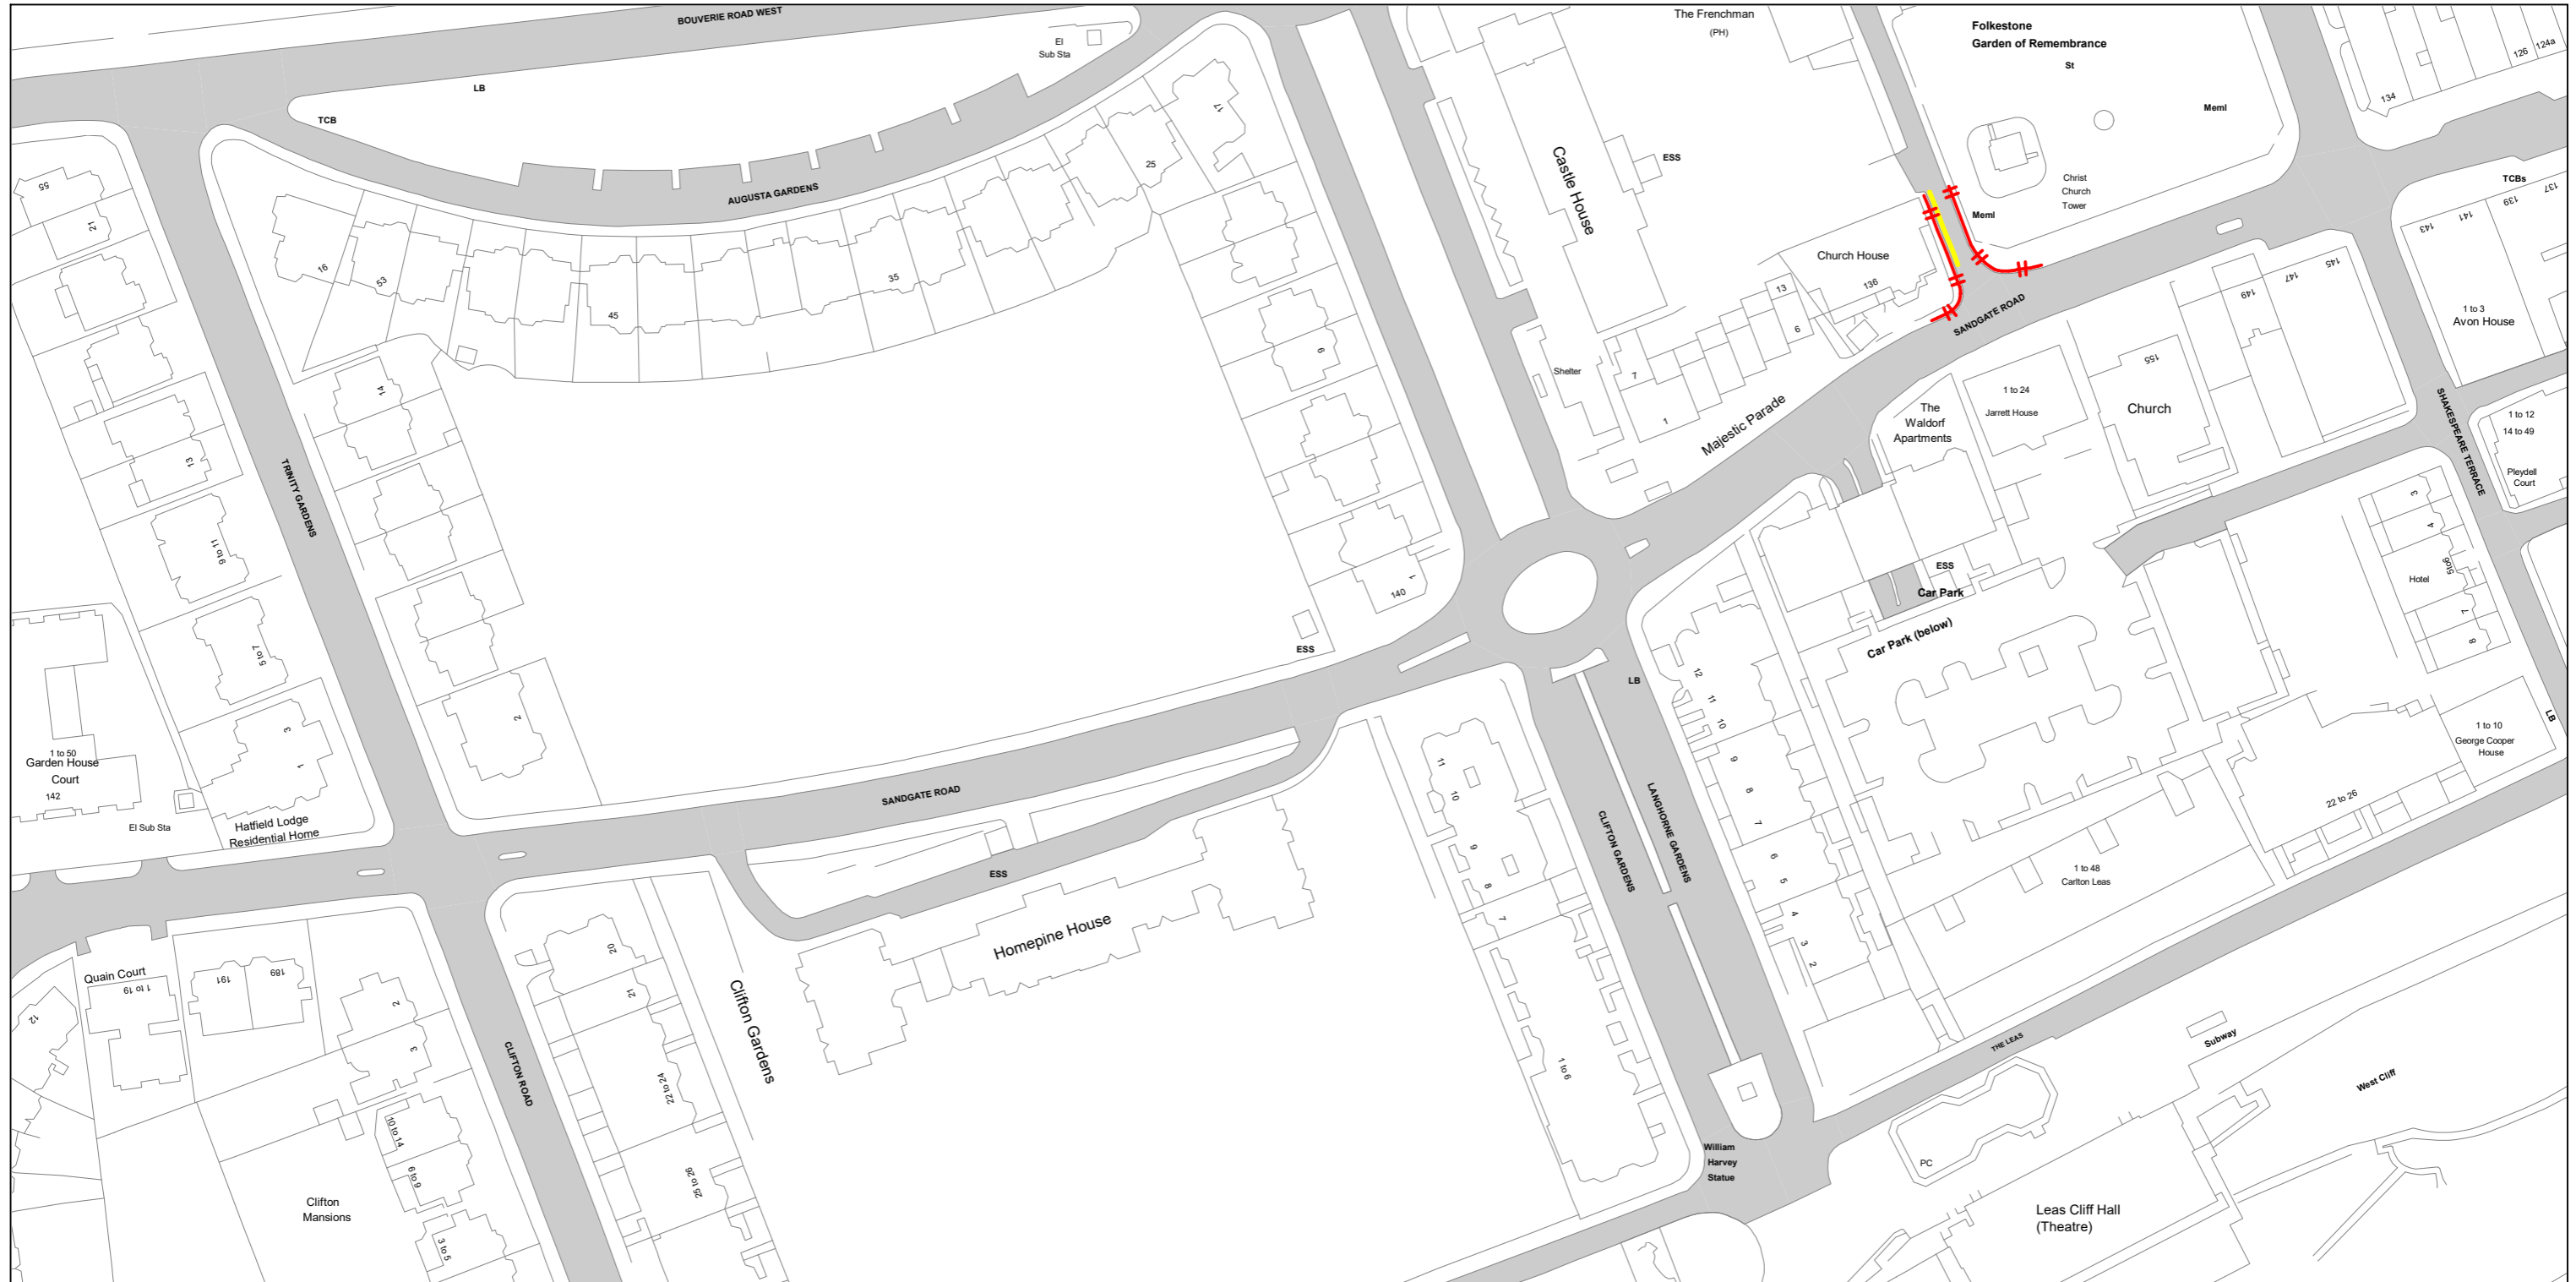 BOUVERIE ROAD WEST
El
Sub Sta
LB
TCB
AUGUSTA GARDENS
17
25
35
45
53
16
55
21
13
9 to 11
5 to 7
3
1
14
2
TRINITY GARDENS
1 to 50
Garden House
Court
142
El Sub Sta
Hatfield Lodge
Residential Home
The Frenchman
(PH)
Castle House
ESS
Folkestone
Garden of Remembrance
St
Meml
Christ
Church
Tower
Meml
Church House
136
13
6
7
1
Shelter
SANDGATE ROAD
Majestic Parade
9
1
140
ESS
134
126
124a
TCBs
137
139
141
143
1 to 3
Avon House
145
147
149
155
Church
1 to 24
Jarrett House
The
Waldorf
Apartments
SHAKESPEARE TERRACE
1 to 12
14 to 49
Pleydell
Court
3
4
5to6
Hotel
7
8
ESS
Car Park
Car Park (below)
LB
1 to 10
George Cooper
House
22 to 26
1 to 48
Carlton Leas
LB
12
11
10
9
8
7
6
5
4
3
2
LANGHORNE GARDENS
CLIFTON GARDENS
11
10
9
8
7
1 to 6
SANDGATE ROAD
ESS
Homepine House
Clifton Gardens
20
21
22 to 24
25 to 26
CLIFTON ROAD
Quain Court
1 to 19
191
189
12
2
3
10 to 14
6 to 9
3 to 5
Clifton
Mansions
THE LEAS
Subway
West Cliff
PC
William
Harvey
Statue
Leas Cliff Hall
(Theatre)